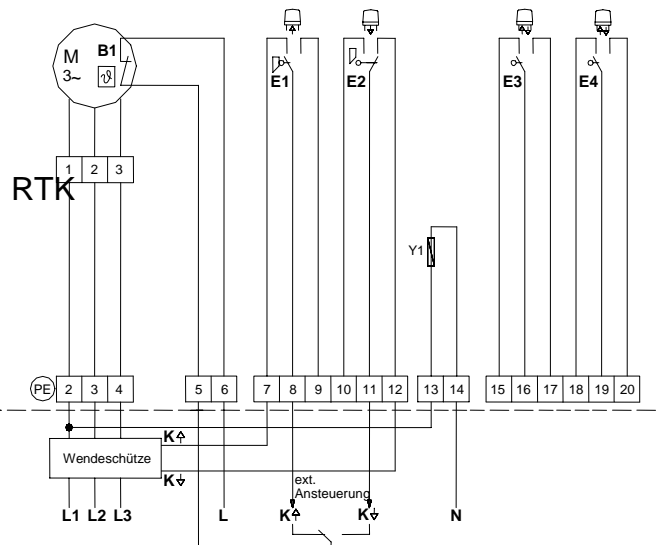 M
3~
B1
ϑ
E1
E2
E3
E4
1 2 3
RTK
Y1
PE
2 3 4 5 6 7 8 9 10 11 12 13 14 15 16 17 18 19 20
K
Wendeschütze
K
ext.
Ansteuerung
L1 L2 L3 L K K N